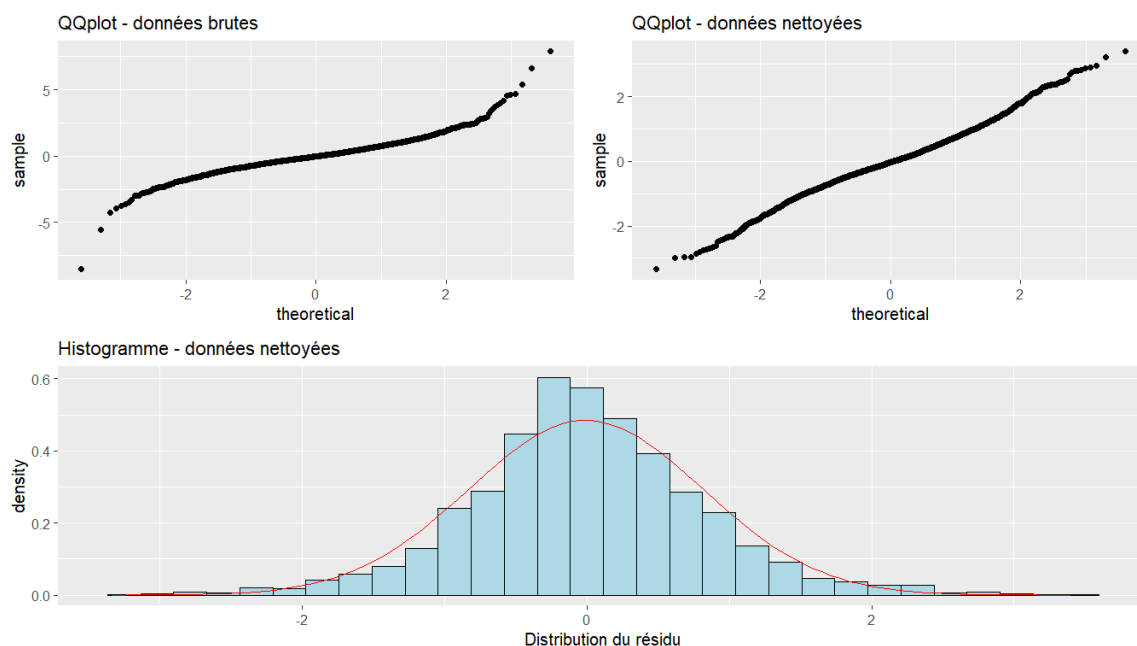 QQplot - données brutes
5
0
-5
sample
-2
0
2
theoretical
QQplot - données nettoyées
2
0
-2
sample
-2
0
2
theoretical
Histogramme - données nettoyées
0.6
0.4
0.2
0.0
density
-2
0
2
Distribution du résidu